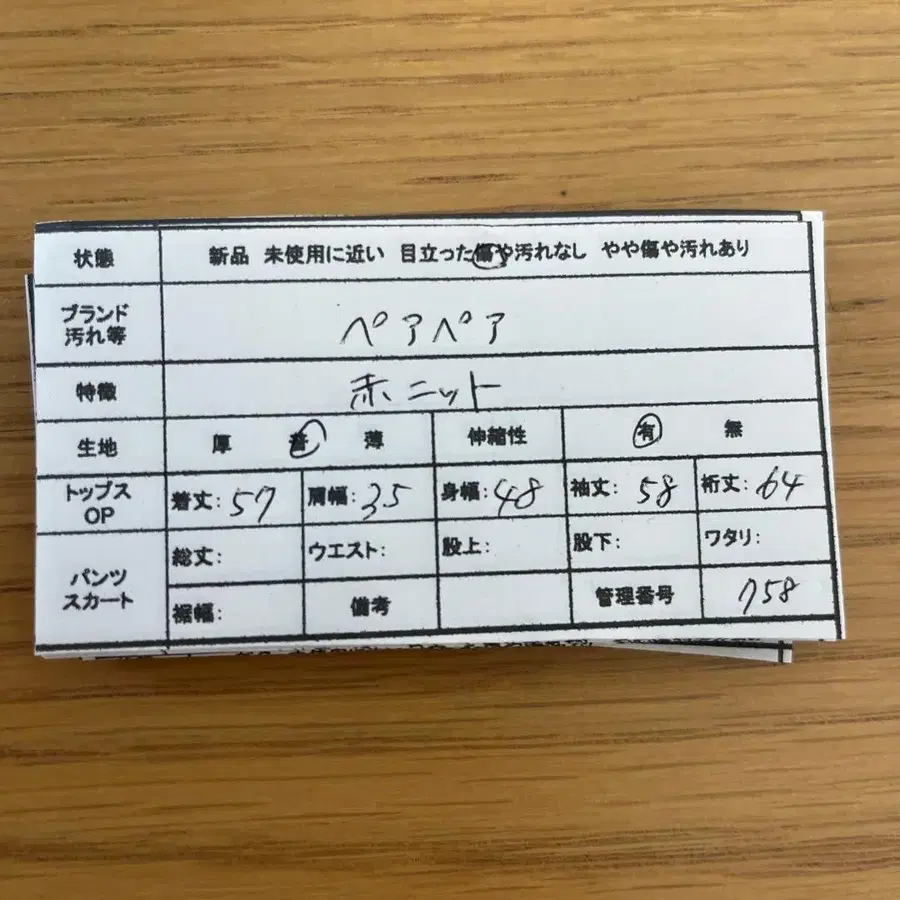 状態 新品 未使用に近い 目立った傷や汚れなし やや傷や汚れあり
ブランド
汚れ等
ペアペア
特徴 赤ニット
生地 厚 普 薄 伸縮性 有 無
トップス
OP
着丈: 57 肩幅: 35 身幅: 48 袖丈: 58 裄丈: 64
パンツ
スカート
総丈: ウエスト: 股上: 股下: ワタリ:
裾幅: 備考 管理番号 758